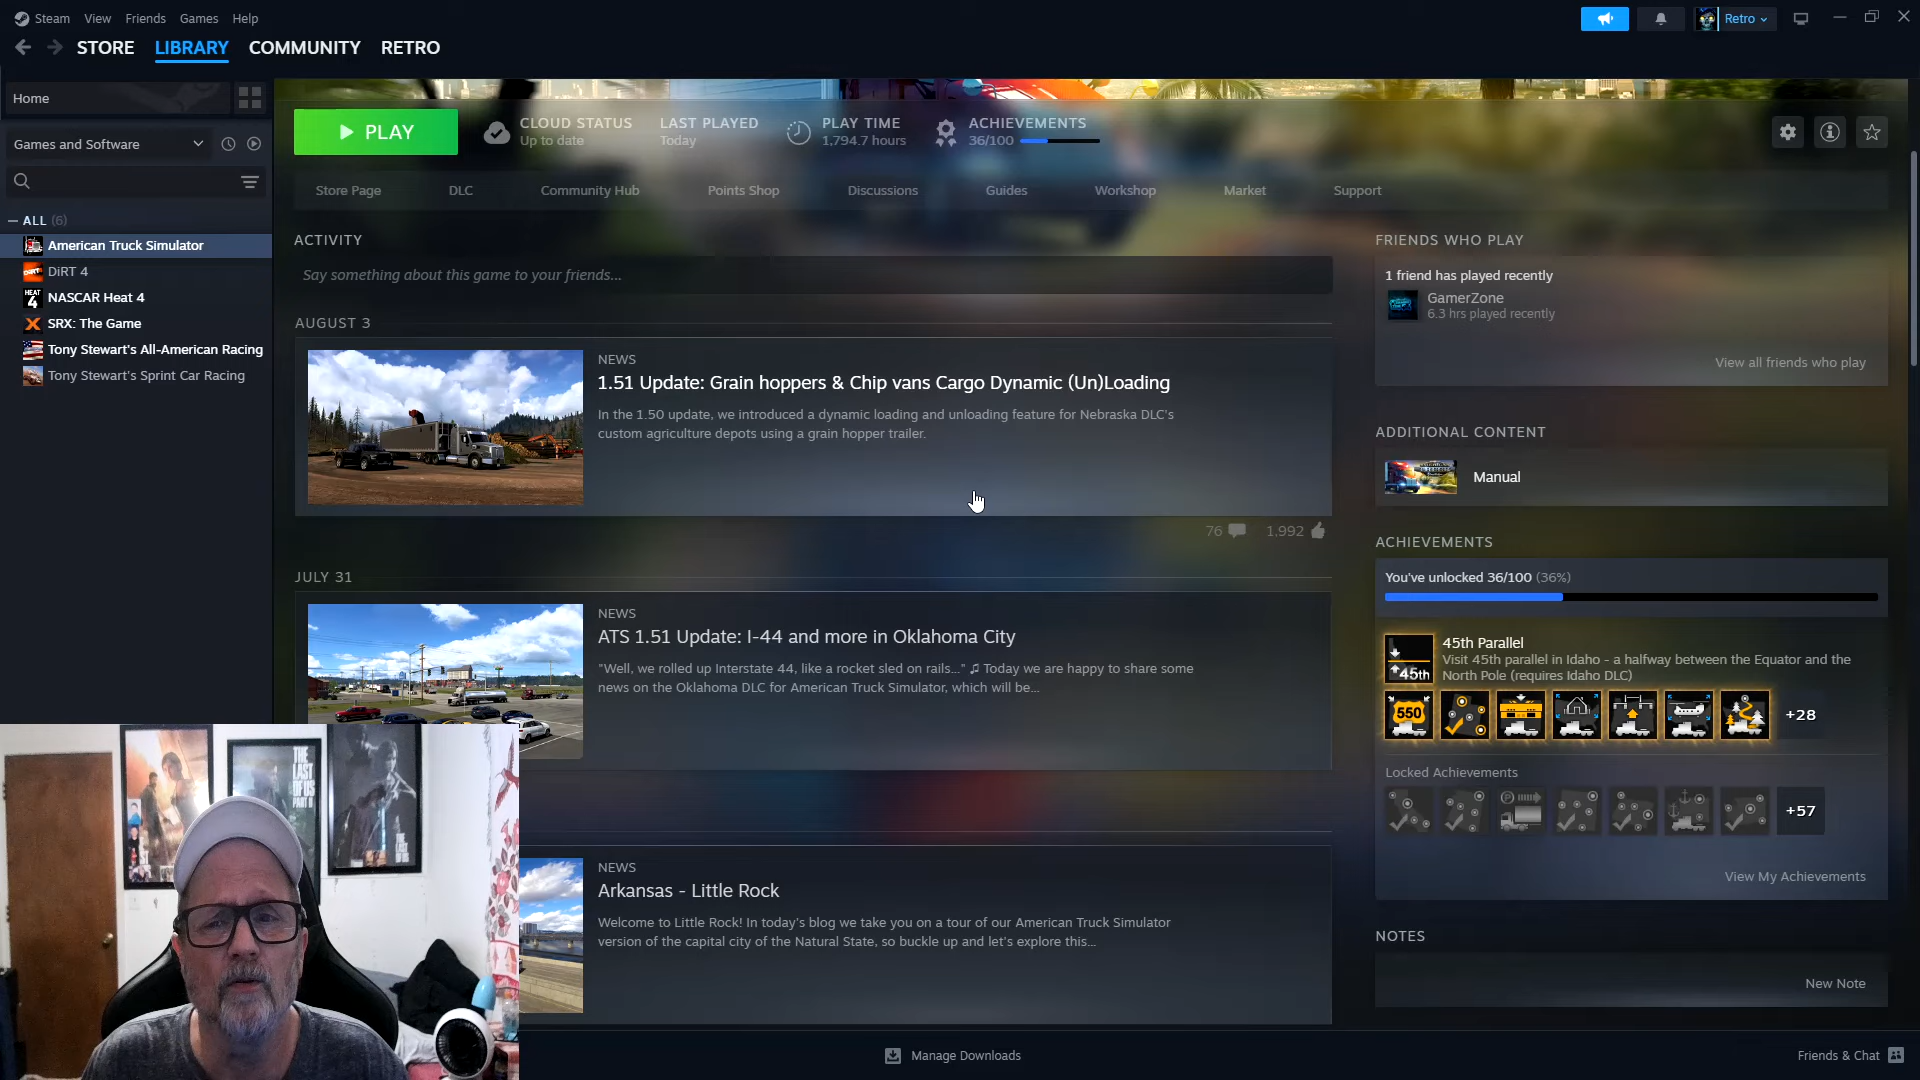 Steam View Friends Games Help
Retro
STORE LIBRARY COMMUNITY RETRO
Home
Games and Software
ALL (6)
American Truck Simulator
DiRT 4
NASCAR Heat 4
SRX: The Game
Tony Stewart's All-American Racing
Tony Stewart's Sprint Car Racing
PLAY
CLOUD STATUS
Up to date
LAST PLAYED
Today
PLAY TIME
1,794.7 hours
ACHIEVEMENTS
36/100
Store Page DLC Community Hub Points Shop Discussions Guides Workshop Market Support
ACTIVITY
Say something about this game to your friends...
AUGUST 3
NEWS
1.51 Update: Grain hoppers & Chip vans Cargo Dynamic (Un)Loading
In the 1.50 update, we introduced a dynamic loading and unloading feature for Nebraska DLC's
custom agriculture depots using a grain hopper trailer.
76 1,992
JULY 31
NEWS
ATS 1.51 Update: I-44 and more in Oklahoma City
"Well, we rolled up Interstate 44, like a rocket sled on rails..." ♫ Today we are happy to share some
news on the Oklahoma DLC for American Truck Simulator, which will be...
NEWS
Arkansas - Little Rock
Welcome to Little Rock! In today's blog we take you on a tour of our American Truck Simulator
version of the capital city of the Natural State, so buckle up and let's explore this...
FRIENDS WHO PLAY
1 friend has played recently
GamerZone
6.3 hrs played recently
View all friends who play
ADDITIONAL CONTENT
Manual
ACHIEVEMENTS
You've unlocked 36/100 (36%)
45th
45th Parallel
Visit 45th parallel in Idaho - a halfway between the Equator and the
North Pole (requires Idaho DLC)
550
+28
Locked Achievements
+57
View My Achievements
NOTES
New Note
THE
LAST
OF US
PART II
Manage Downloads
Friends & Chat